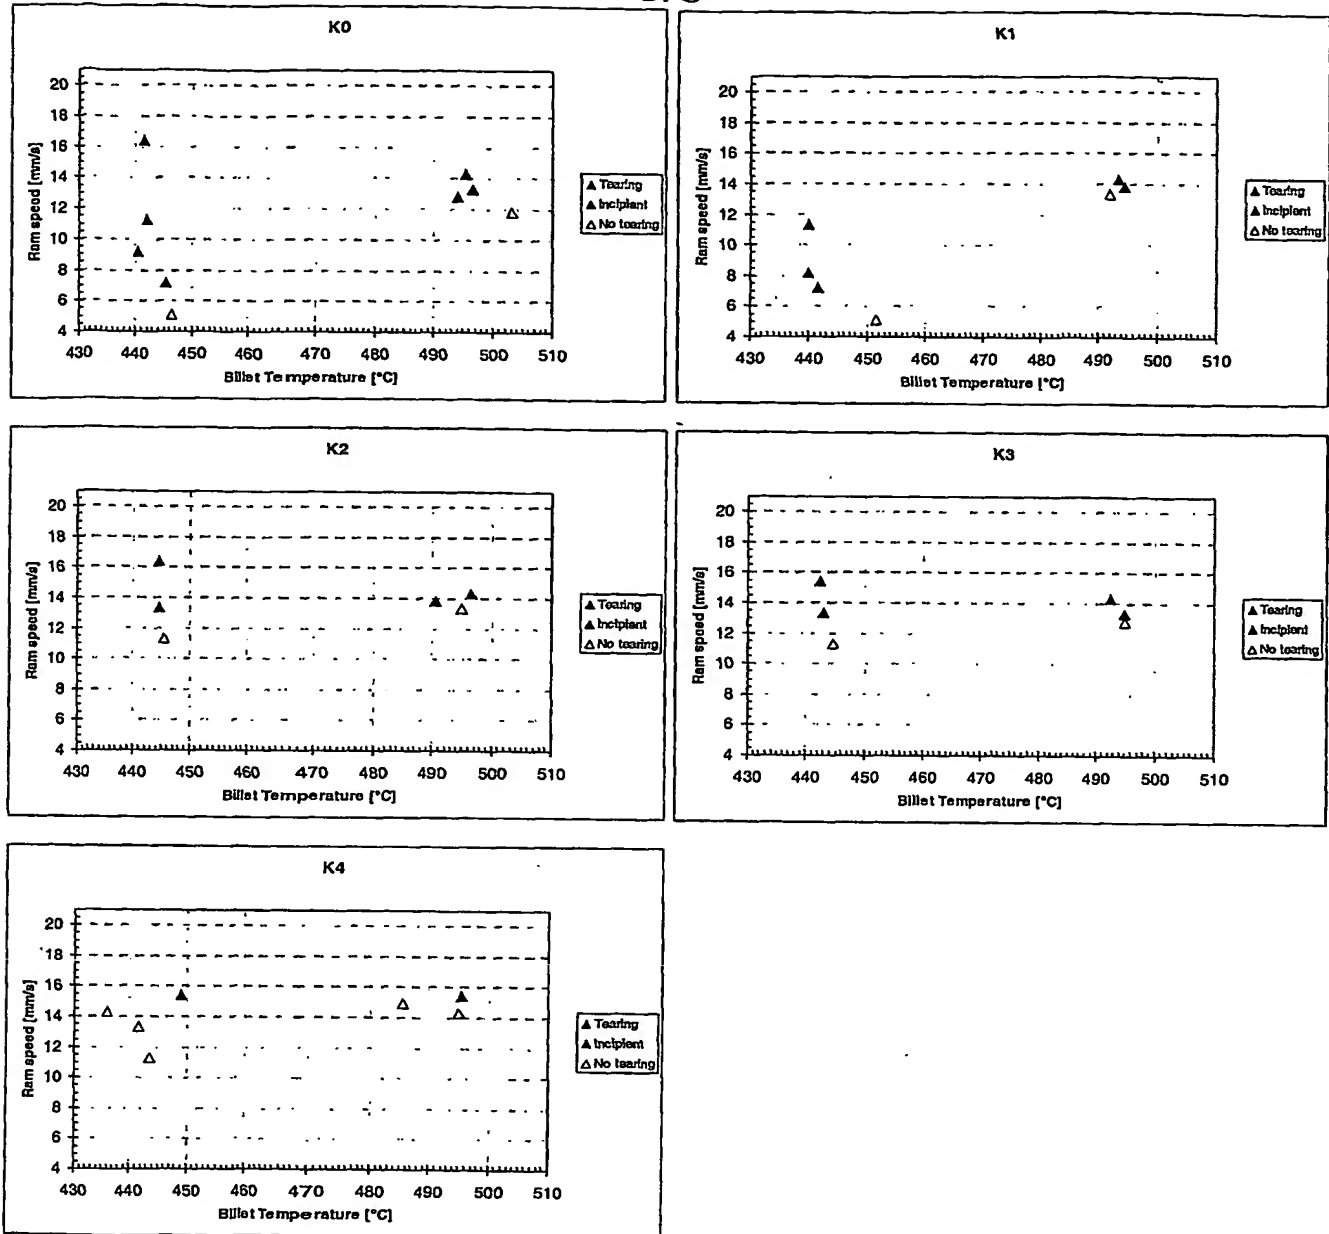 K0
20
18
16
14
12
10
8
6
4
Ram speed [mm/s]
430 440 450 460 470 480 490 500 510
Billet Temperature [°C]
▲ Tearing
▲ Incipient
△ No tearing
K1
20
18
16
14
12
10
8
6
4
Ram speed [mm/s]
430 440 450 460 470 480 490 500 510
Billet Temperature [°C]
▲ Tearing
▲ Incipient
△ No tearing
K2
20
18
16
14
12
10
8
6
4
Ram speed [mm/s]
430 440 450 460 470 480 490 500 510
Billet Temperature [°C]
▲ Tearing
▲ Incipient
△ No tearing
K3
20
18
16
14
12
10
8
6
4
Ram speed [mm/s]
430 440 450 460 470 480 490 500 510
Billet Temperature [°C]
▲ Tearing
▲ Incipient
△ No tearing
K4
20
18
16
14
12
10
8
6
4
Ram speed [mm/s]
430 440 450 460 470 480 490 500 510
Billet Temperature [°C]
▲ Tearing
▲ Incipient
△ No tearing